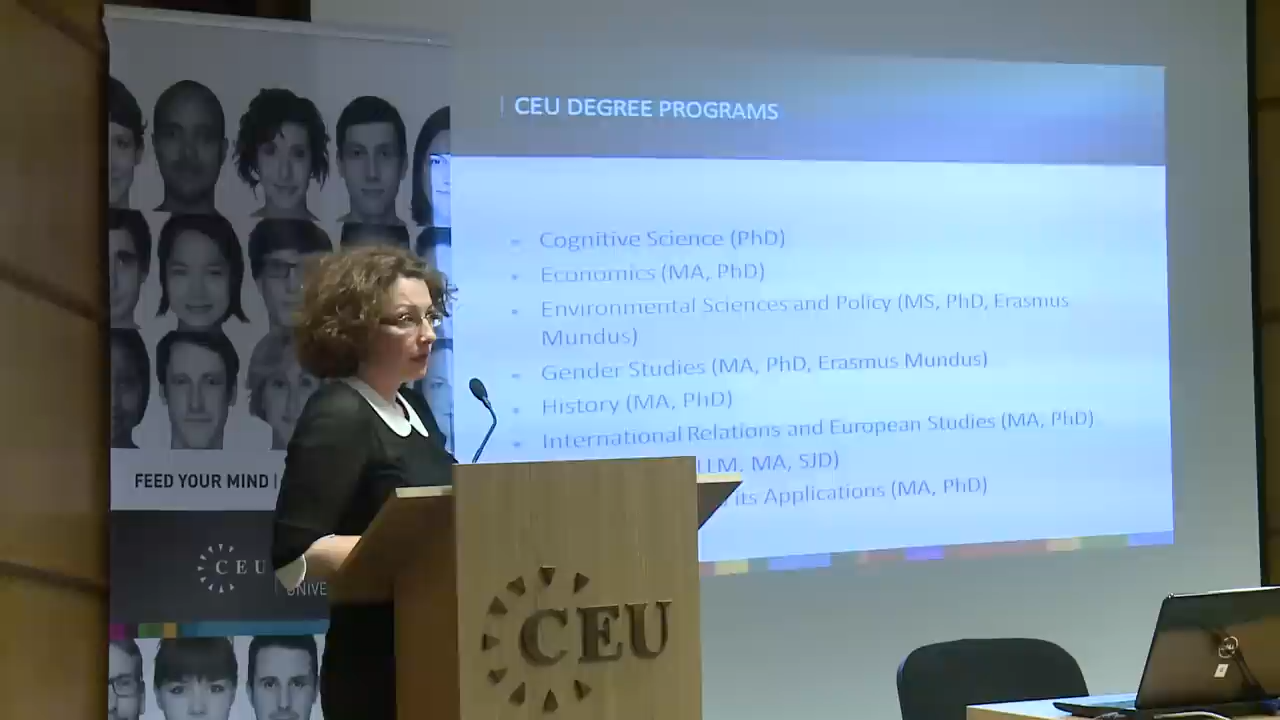 CEU DEGREE PROGRAMS
Cognitive Science (PhD)
Economics (MA, PhD)
Environmental Sciences and Policy (MS, PhD, Erasmus
Mundus)
Gender Studies (MA, PhD, Erasmus Mundus)
History (MA, PhD)
International Relations and European Studies (MA, PhD)
LLM, MA, SJD)
its Applications (MA, PhD)
FEED YOUR MIND |
CEU
UNIVE
CEU